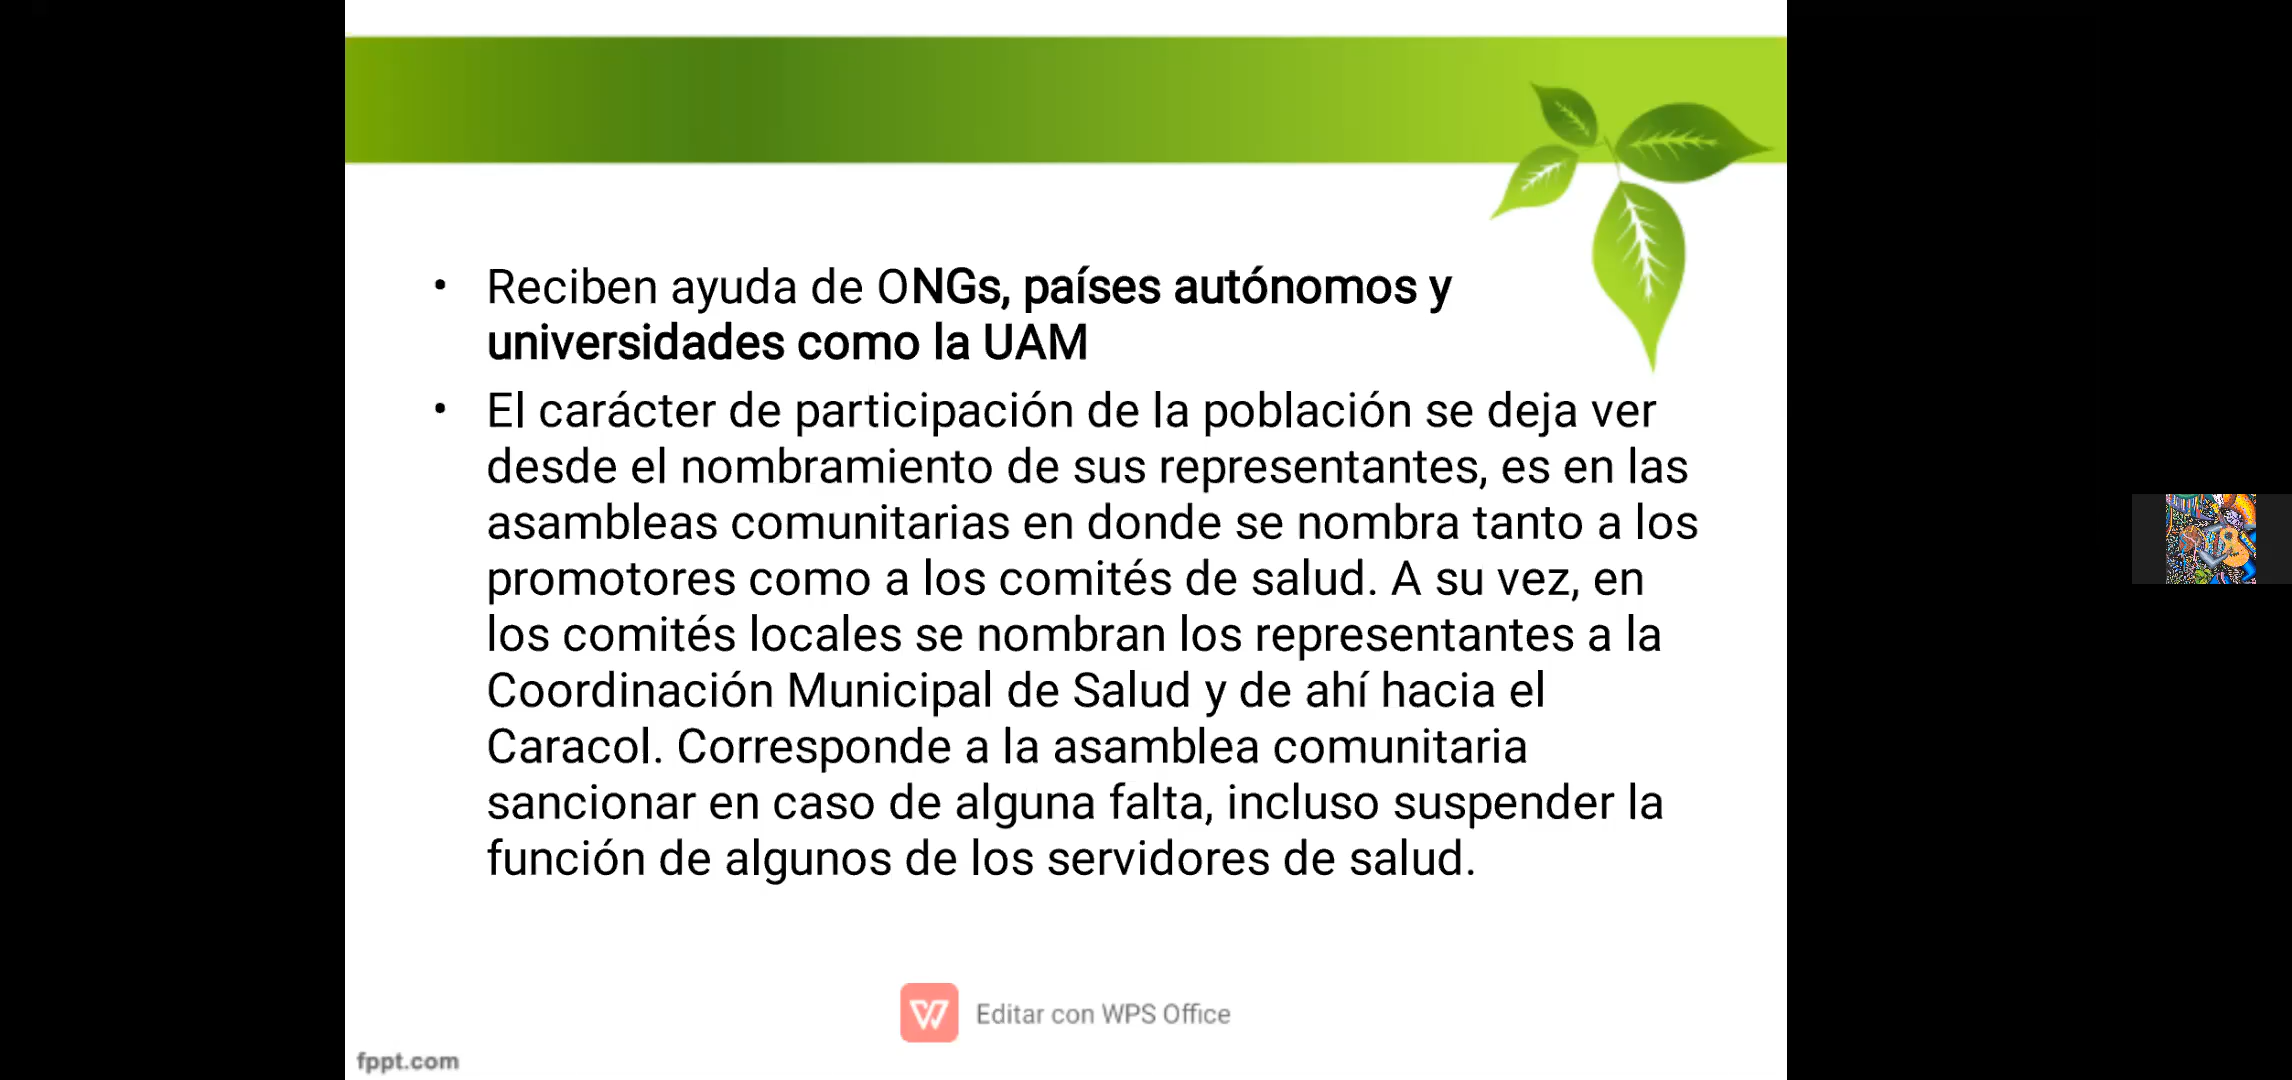 • Reciben ayuda de ONGs, países autónomos y
universidades como la UAM
• El carácter de participación de la población se deja ver
desde el nombramiento de sus representantes, es en las
asambleas comunitarias en donde se nombra tanto a los
promotores como a los comités de salud. A su vez, en
los comités locales se nombran los representantes a la
Coordinación Municipal de Salud y de ahí hacia el
Caracol. Corresponde a la asamblea comunitaria
sancionar en caso de alguna falta, incluso suspender la
función de algunos de los servidores de salud.
Editar con WPS Office
fppt.com